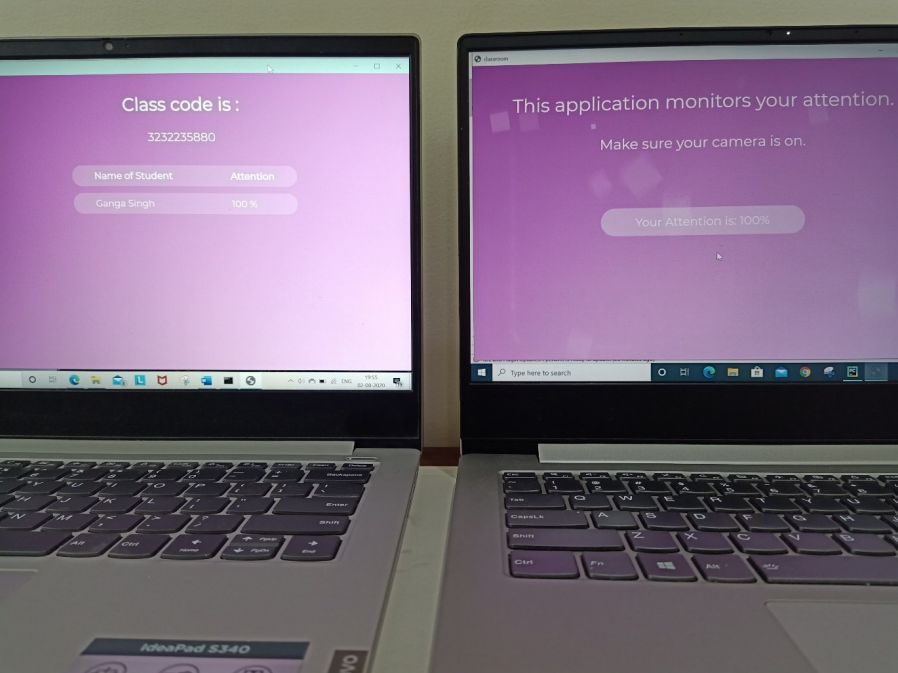 Class code is :
3232235880
Name of Student Attention
Ganga Singh 100 %
ENG
19:55
02-08-2020
classroom
This application monitors your attention.
Make sure your camera is on.
Your Attention is: 100%
Type here to search
Backspace
Enter
Shift
Alt Ctrl Home PgUp PgDn End
IdeaPad S340
Esc
Tab Q W E R T Y
CapsLk A S D F G H
Shift Z X C V B
Ctrl Fn Alt